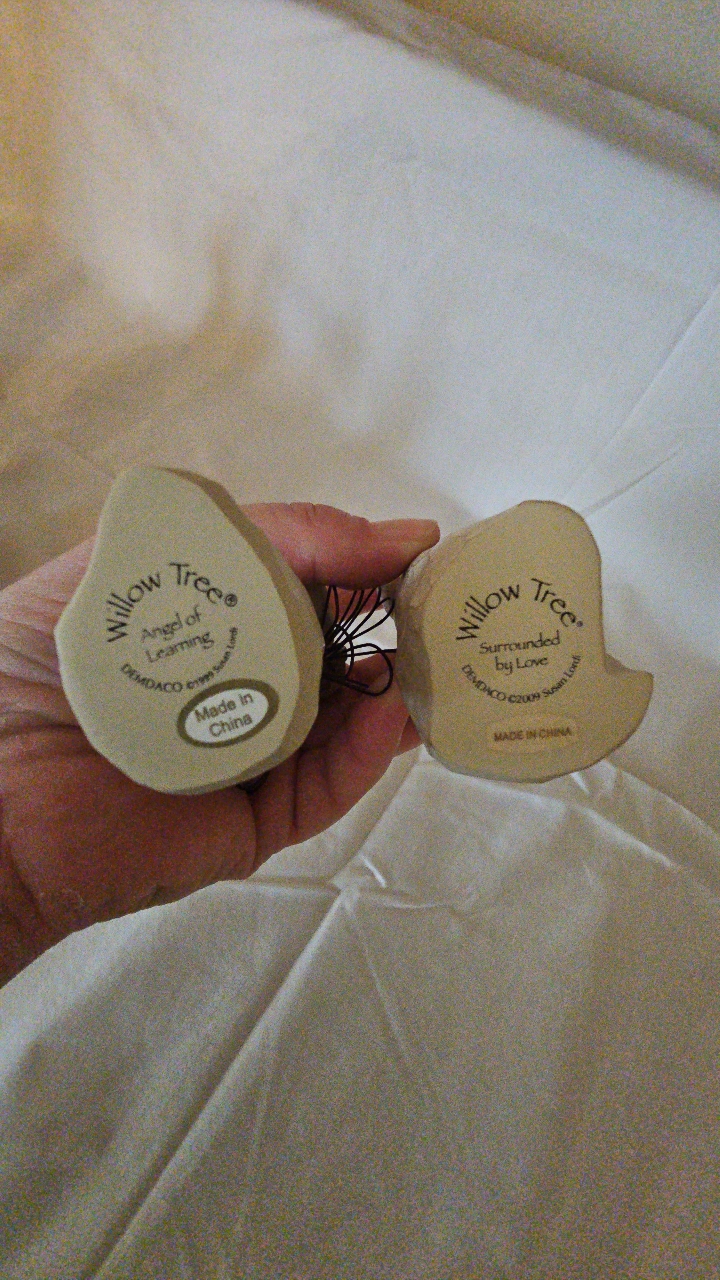 Willow Tree®
Angel of
Learning
DEMDACO ©1999 Susan Lordi
Made in
China
Willow Tree®
Surrounded
by Love
DEMDACO ©2009 Susan Lordi
MADE IN CHINA